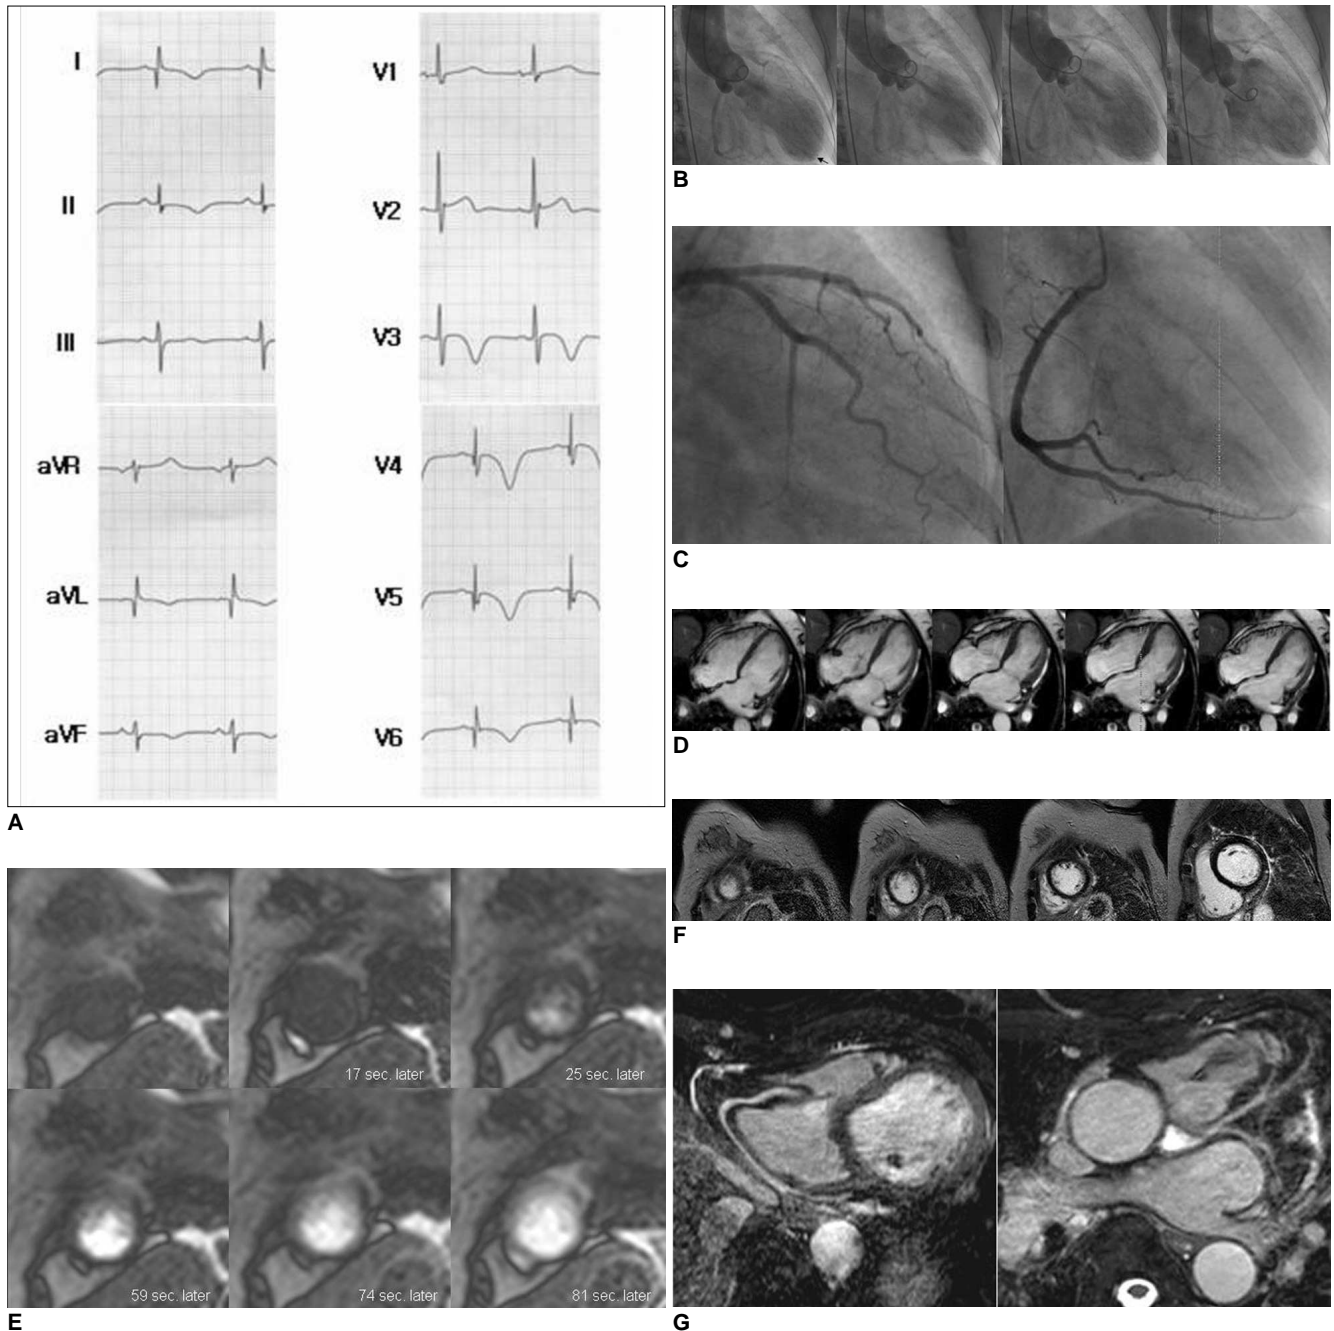 I
II
III
aVR
aVL
aVF
V1
V2
V3
V4
V5
V6
A
B
C
D
17 sec. later
25 sec. later
59 sec. later
74 sec. later
81 sec. later
E
F
G